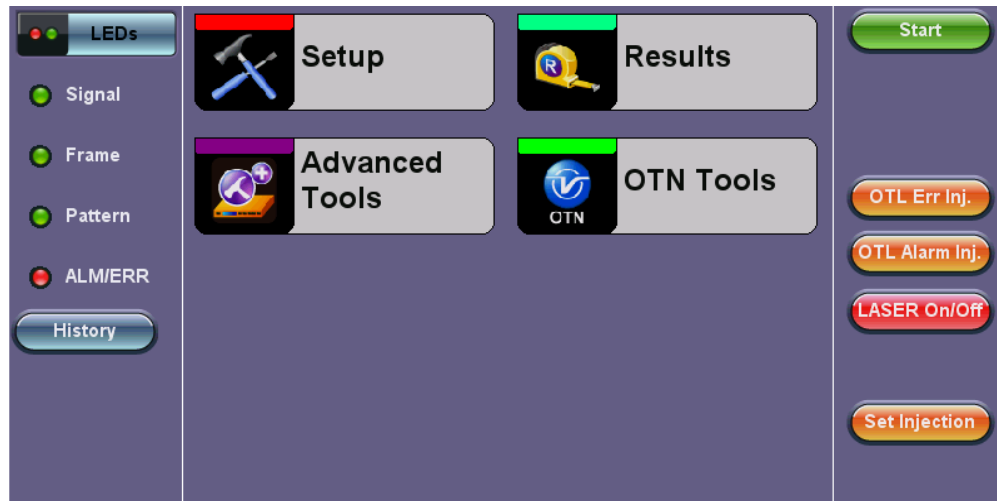 LEDs
Signal
Frame
Pattern
ALM/ERR
History
Setup
R
Results
Advanced
Tools
OTN
OTN Tools
Start
OTL Err Inj.
OTL Alarm Inj.
LASER On/Off
Set Injection